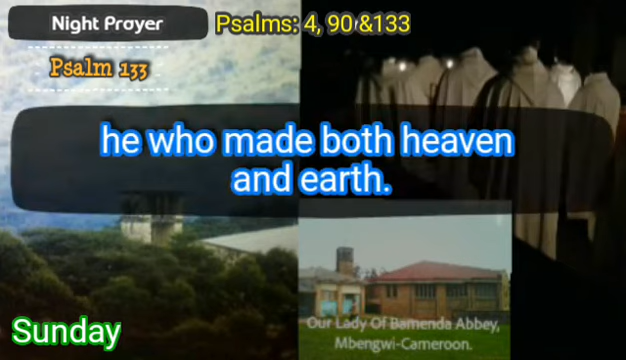 Night Prayer
Psalms: 4, 90 &133
Psalm 133
he who made both heaven
and earth.
Our Lady Of Bamenda Abbey,
Mbengwi-Cameroon.
Sunday